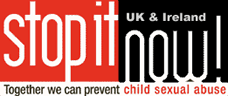 stop it UK & Ireland
now!
Together we can prevent child sexual abuse